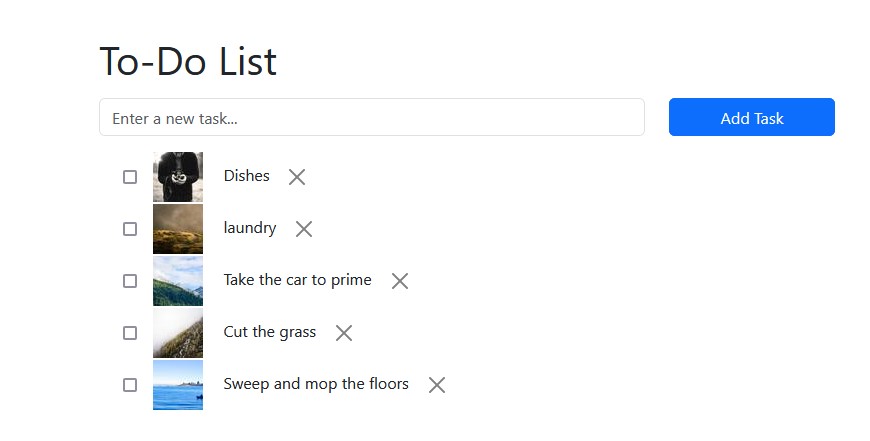 To-Do List
Enter a new task...
Add Task
Dishes
laundry
Take the car to prime
Cut the grass
Sweep and mop the floors